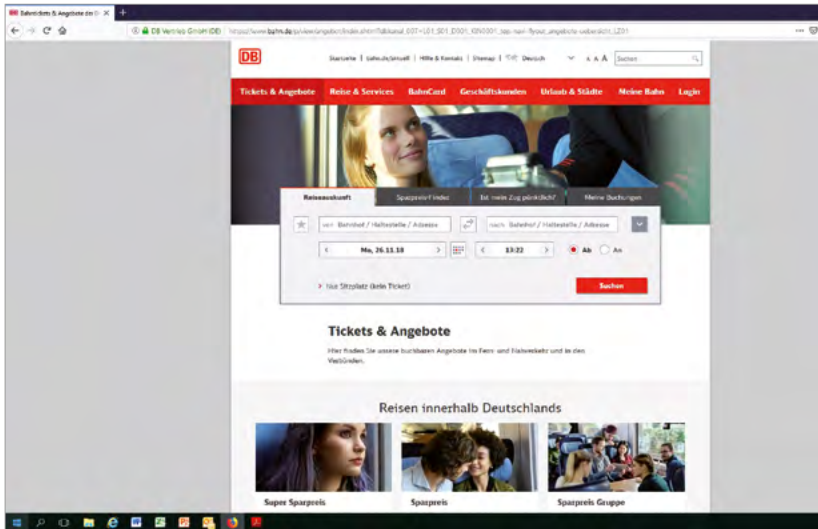 Bahntickets & Angebote der D
DB Vertrieb GmbH (DE)
DB
Startseite | bahn.de/aktuell | Hilfe & Kontakt | Sitemap | Deutsch A A A Suchen
Tickets & Angebote Reise & Services BahnCard Geschäftskunden Urlaub & Städte Meine Bahn Login
Reiseauskunft Sparpreisfinder Ist mein Zug pünktlich? Meine Buchungen
von Bahnhof / Haltestelle / Adresse nach Bahnhof / Haltestelle / Adresse
Mo, 26.11.18 13:22 Ab An
Nur Sitzplatz (kein Ticket) Suchen
Tickets & Angebote
Hier finden Sie unsere buchbaren Angebote im Fern- und Nahverkehr und in den
Verbünden.
Reisen innerhalb Deutschlands
Super Sparpreis Sparpreis Sparpreis Gruppe